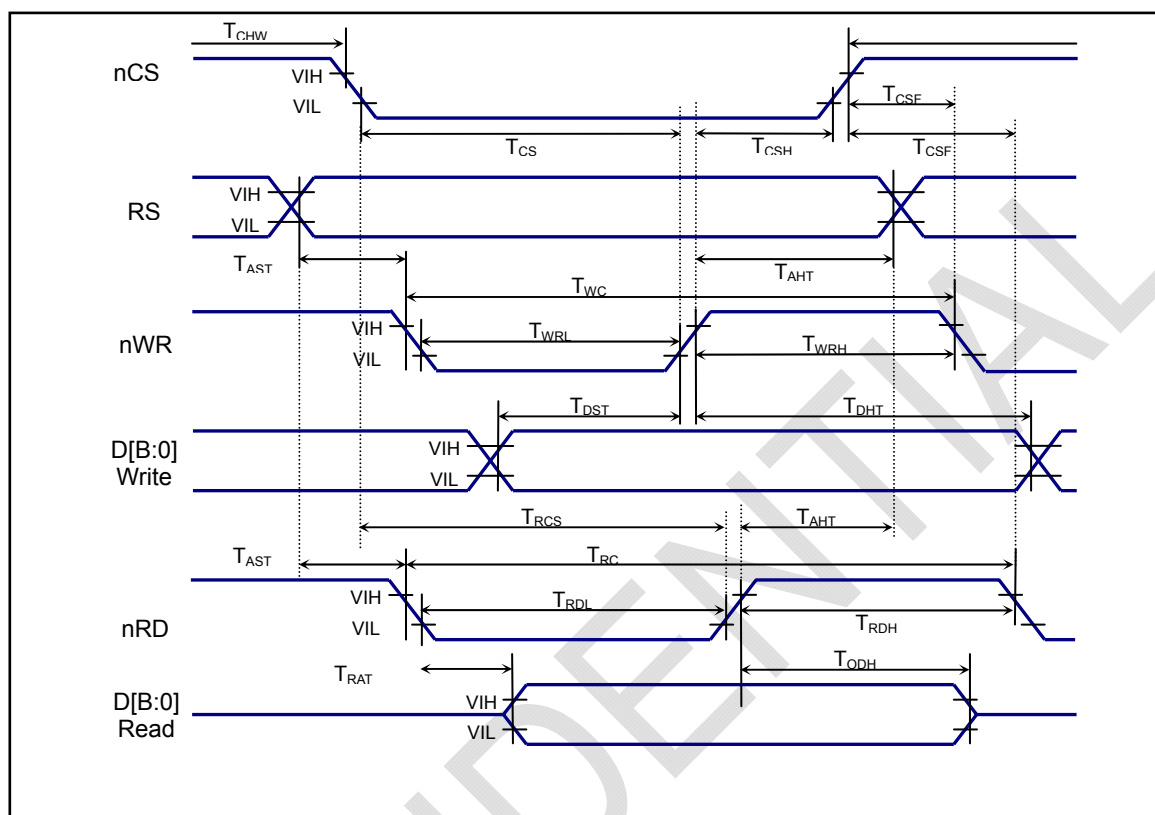 TCHW
nCS
VIH
VIL
TCSF
TCS
TCSH
TCSF
RS
VIH
VIL
TAST
TAHT
TWC
nWR
VIH
VIL
TWRL
TWRH
TDST
TDHT
D[B:0]
Write
VIH
VIL
TRCS
TAHT
TAST
TRC
nRD
VIH
VIL
TRDL
TRDH
TRAT
TODH
D[B:0]
Read
VIH
VIL
IDENTIAL